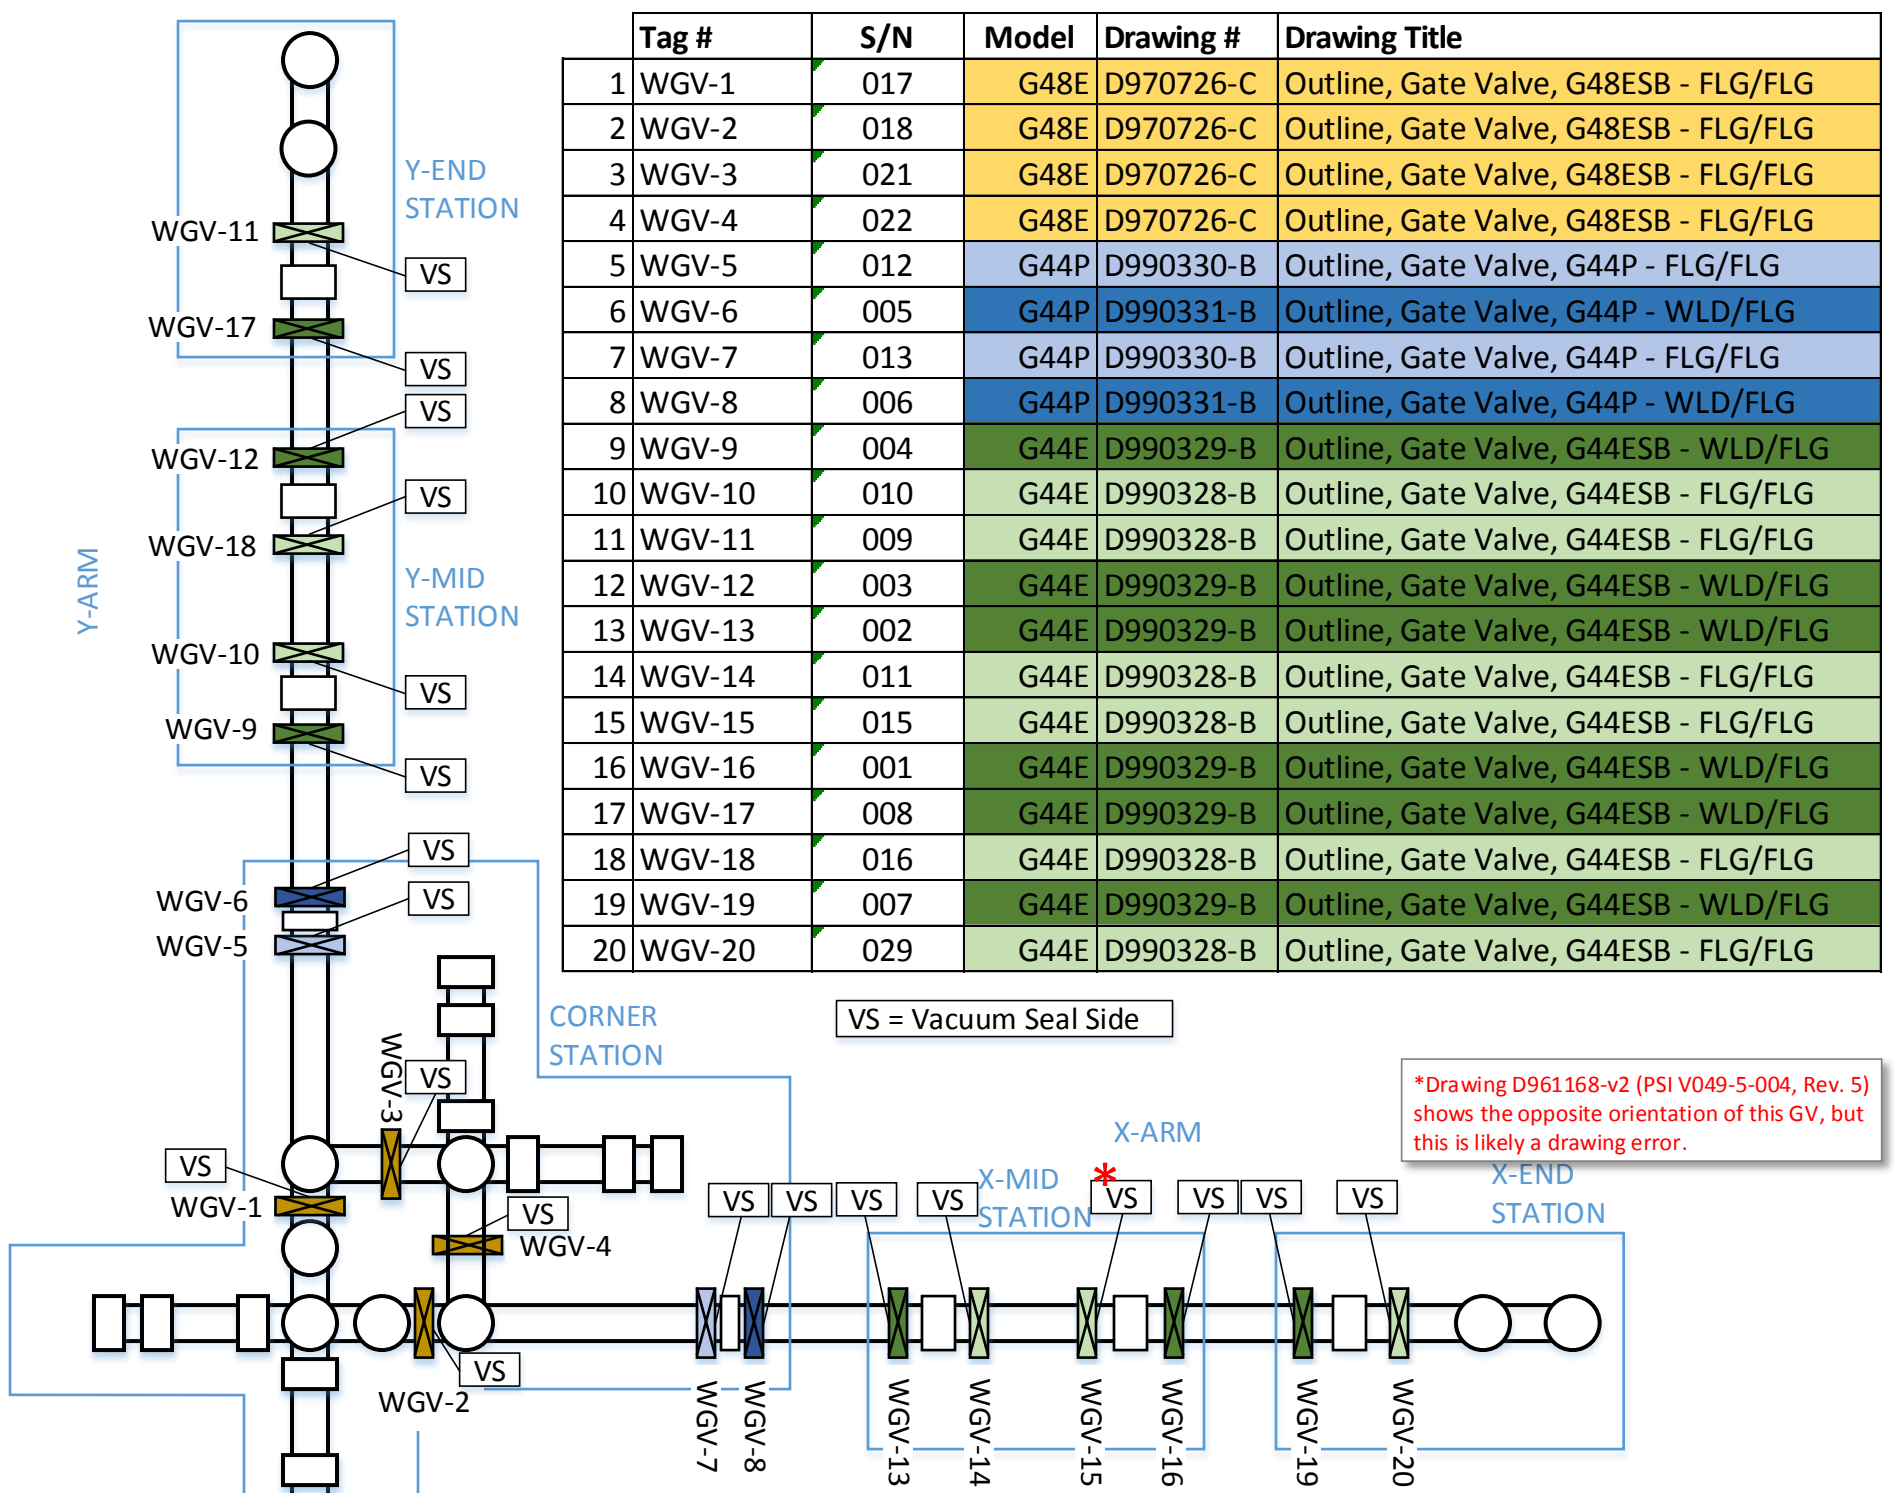 Tag # S/N Model Drawing # Drawing Title
1 WGV-1 017 G48E D970726-C Outline, Gate Valve, G48ESB - FLG/FLG
2 WGV-2 018 G48E D970726-C Outline, Gate Valve, G48ESB - FLG/FLG
3 WGV-3 021 G48E D970726-C Outline, Gate Valve, G48ESB - FLG/FLG
4 WGV-4 022 G48E D970726-C Outline, Gate Valve, G48ESB - FLG/FLG
5 WGV-5 012 G44P D990330-B Outline, Gate Valve, G44P - FLG/FLG
6 WGV-6 005 G44P D990331-B Outline, Gate Valve, G44P - WLD/FLG
7 WGV-7 013 G44P D990330-B Outline, Gate Valve, G44P - FLG/FLG
8 WGV-8 006 G44P D990331-B Outline, Gate Valve, G44P - WLD/FLG
9 WGV-9 004 G44E D990329-B Outline, Gate Valve, G44ESB - WLD/FLG
10 WGV-10 010 G44E D990328-B Outline, Gate Valve, G44ESB - FLG/FLG
11 WGV-11 009 G44E D990328-B Outline, Gate Valve, G44ESB - FLG/FLG
12 WGV-12 003 G44E D990329-B Outline, Gate Valve, G44ESB - WLD/FLG
13 WGV-13 002 G44E D990329-B Outline, Gate Valve, G44ESB - WLD/FLG
14 WGV-14 011 G44E D990328-B Outline, Gate Valve, G44ESB - FLG/FLG
15 WGV-15 015 G44E D990328-B Outline, Gate Valve, G44ESB - FLG/FLG
16 WGV-16 001 G44E D990329-B Outline, Gate Valve, G44ESB - WLD/FLG
17 WGV-17 008 G44E D990329-B Outline, Gate Valve, G44ESB - WLD/FLG
18 WGV-18 016 G44E D990328-B Outline, Gate Valve, G44ESB - FLG/FLG
19 WGV-19 007 G44E D990329-B Outline, Gate Valve, G44ESB - WLD/FLG
20 WGV-20 029 G44E D990328-B Outline, Gate Valve, G44ESB - FLG/FLG
VS = Vacuum Seal Side
*Drawing D961168-v2 (PSI V049-5-004, Rev. 5)
shows the opposite orientation of this GV, but
this is likely a drawing error.
Y-END
STATION
WGV-11
VS
WGV-17
VS
VS
WGV-12
VS
WGV-18
Y-ARM
Y-MID
STATION
WGV-10
VS
WGV-9
VS
VS
WGV-6
VS
WGV-5
CORNER
STATION
WGV-3
VS
VS
WGV-1
VS
WGV-4
VS
WGV-2
X-ARM
X-MID
STATION
X-END
STATION
VS
VS
VS
VS
*
VS
VS
VS
VS
WGV-7
WGV-8
WGV-13
WGV-14
WGV-15
WGV-16
WGV-19
WGV-20